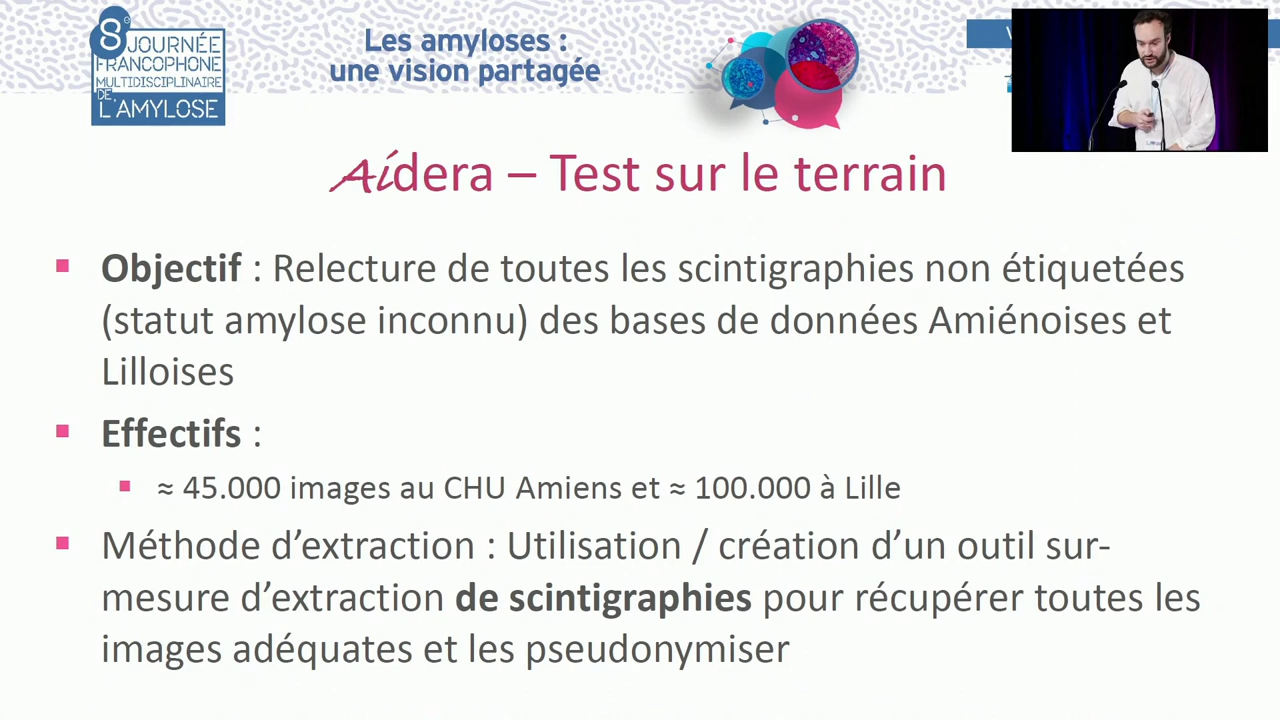 8e JOURNÉE
FRANCOPHONE
MULTIDISCIPLINAIRE
DE L'AMYLOSE
Les amyloses :
une vision partagée
Aidera – Test sur le terrain
Objectif : Relecture de toutes les scintigraphies non étiquetées
(statut amylose inconnu) des bases de données Amiénoises et
Lilloises
Effectifs :
≈ 45.000 images au CHU Amiens et ≈ 100.000 à Lille
Méthode d’extraction : Utilisation / création d’un outil sur-
mesure d’extraction de scintigraphies pour récupérer toutes les
images adéquates et les pseudonymiser